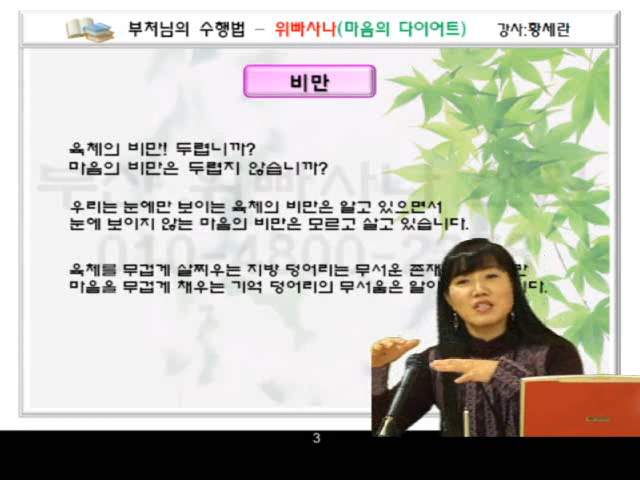 부처님의 수행법 – 위빠사나(마음의 다이어트) 강사:황세란
비만
육체의 비만! 두렵니까?
마음의 비만은 두렵지 않습니까?
우리는 눈에만 보이는 육체의 비만은 알고 있으면서
눈에 보이지 않는 마음의 비만은 모르고 살고 있습니다.
육체를 무겁게 살찌우는 지방 덩어리는 무서운 존재
마음을 무겁게 채우는 기억 덩어리의 무서움은 알아
3